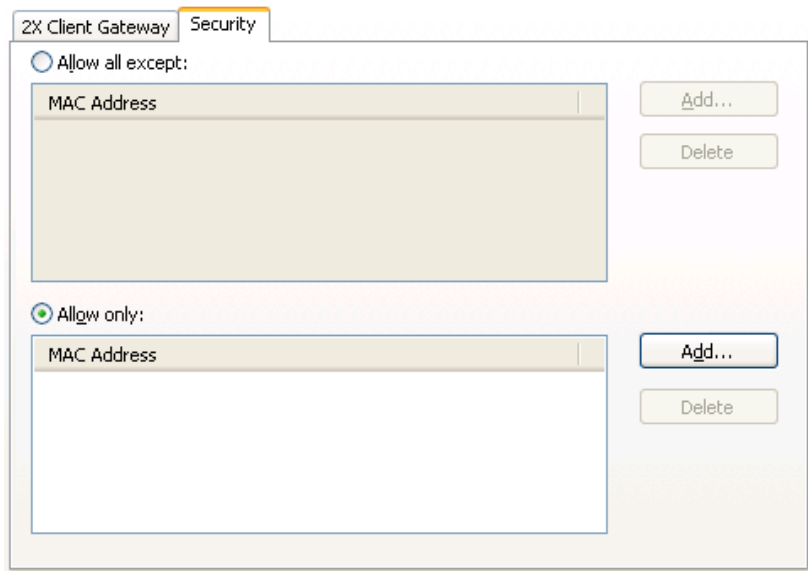 2X Client Gateway Security
Allow all except:
MAC Address
Add...
Delete
Allow only:
MAC Address
Add...
Delete